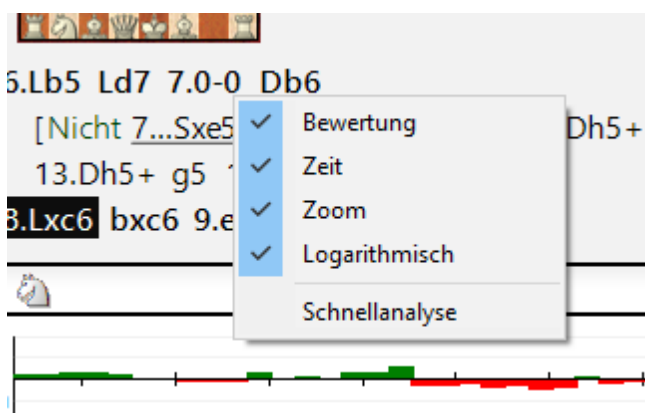 6.Lb5 Ld7 7.0-0 Db6
[Nicht 7...Sxe5 Dh5+
13.Dh5+ g5
8.Lxc6 bxc6 9.e
Bewertung
Zeit
Zoom
Logarithmisch
Schnellanalyse